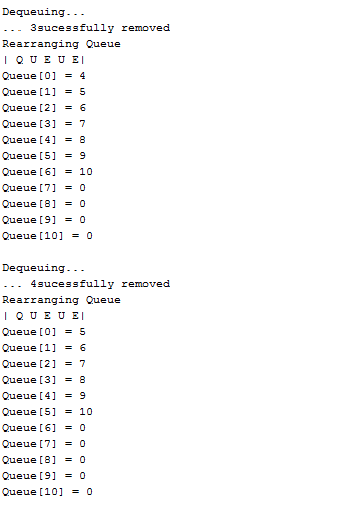 Dequeuing...
... 3sucessfully removed
Rearranging Queue
| Q U E U E|
Queue[0] = 4
Queue[1] = 5
Queue[2] = 6
Queue[3] = 7
Queue[4] = 8
Queue[5] = 9
Queue[6] = 10
Queue[7] = 0
Queue[8] = 0
Queue[9] = 0
Queue[10] = 0
Dequeuing...
... 4sucessfully removed
Rearranging Queue
| Q U E U E|
Queue[0] = 5
Queue[1] = 6
Queue[2] = 7
Queue[3] = 8
Queue[4] = 9
Queue[5] = 10
Queue[6] = 0
Queue[7] = 0
Queue[8] = 0
Queue[9] = 0
Queue[10] = 0